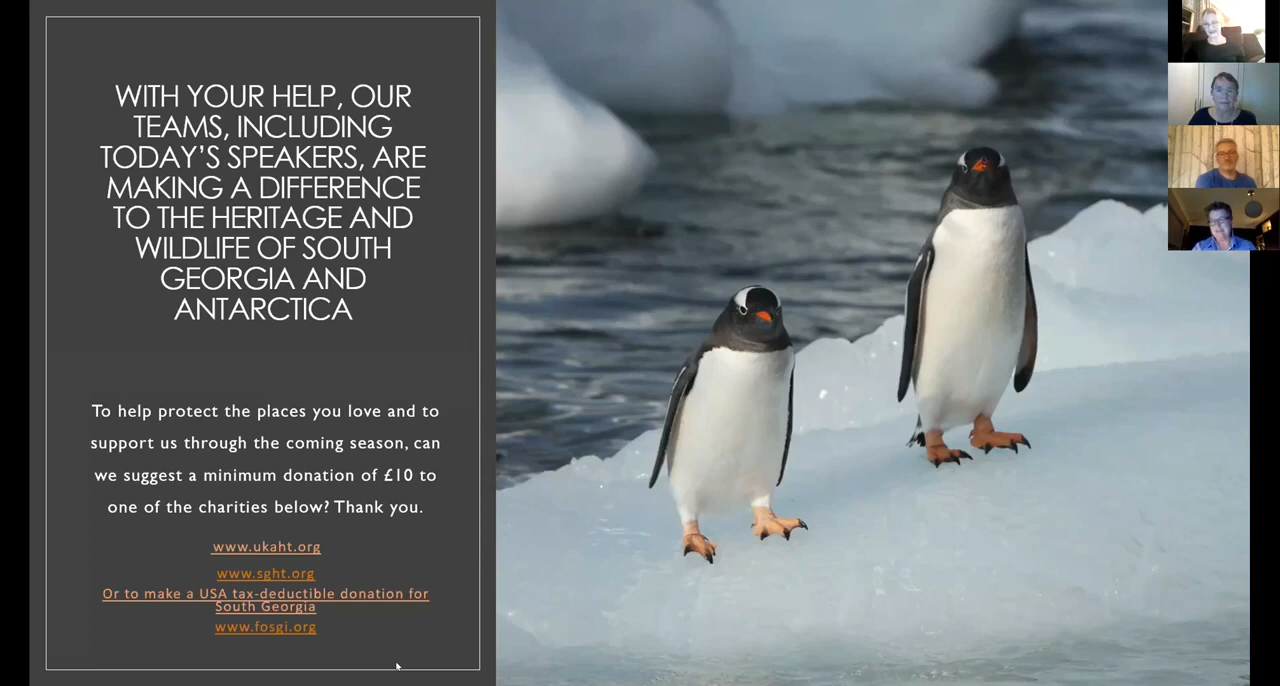 WITH YOUR HELP, OUR
TEAMS, INCLUDING
TODAY’S SPEAKERS, ARE
MAKING A DIFFERENCE
TO THE HERITAGE AND
WILDLIFE OF SOUTH
GEORGIA AND
ANTARCTICA
To help protect the places you love and to
support us through the coming season, can
we suggest a minimum donation of £10 to
one of the charities below? Thank you.
www.ukaht.org
www.sght.org
Or to make a USA tax-deductible donation for
South Georgia
www.fosgi.org